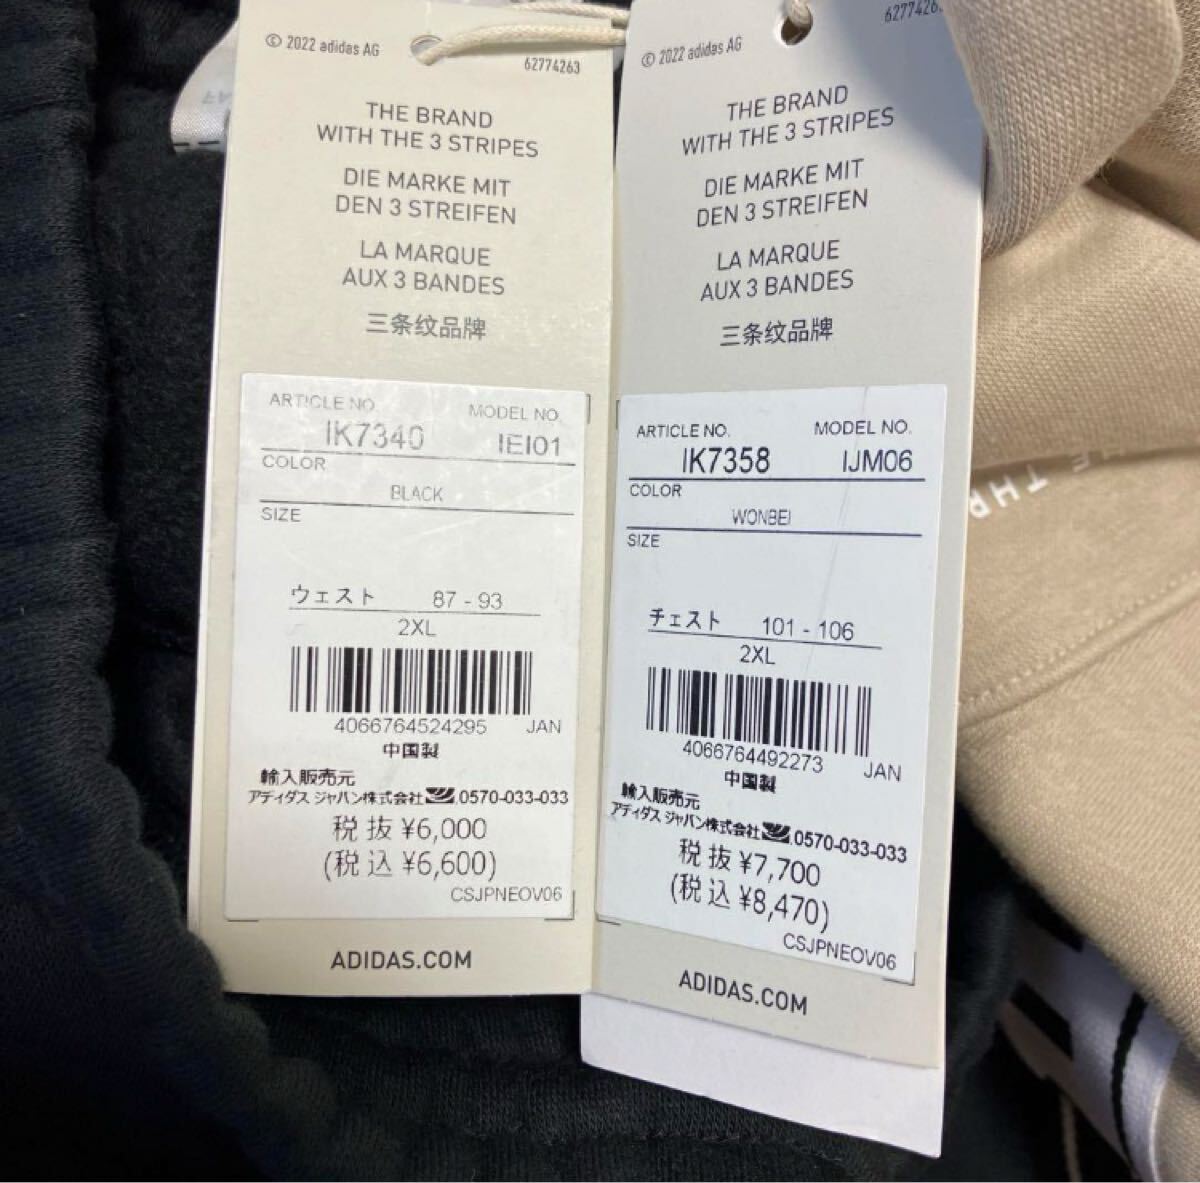 © 2022 adidas AG
62774263
THE BRAND
WITH THE 3 STRIPES
DIE MARKE MIT
DEN 3 STREIFEN
LA MARQUE
AUX 3 BANDES
三条纹品牌
ARTICLE NO.
MODEL NO.
IK7340
IEI01
COLOR
BLACK
SIZE
ウェスト 87 - 93
2XL
4066764524295 JAN
中国製
輸入販売元
アディダス ジャパン株式会社 0570-033-033
税抜 ¥6,000
(税込 ¥6,600)
CSJPNEOV06
ADIDAS.COM
© 2022 adidas AG
6277426
THE BRAND
WITH THE 3 STRIPES
DIE MARKE MIT
DEN 3 STREIFEN
LA MARQUE
AUX 3 BANDES
三条纹品牌
ARTICLE NO.
MODEL NO.
IK7358
IJM06
COLOR
WONBEI
SIZE
チェスト 101 - 106
2XL
4066764492273 JAN
中国製
輸入販売元
アディダス ジャパン株式会社 0570-033-033
税抜 ¥7,700
(税込 ¥8,470)
CSJPNEOV06
ADIDAS.COM
47
HE THR